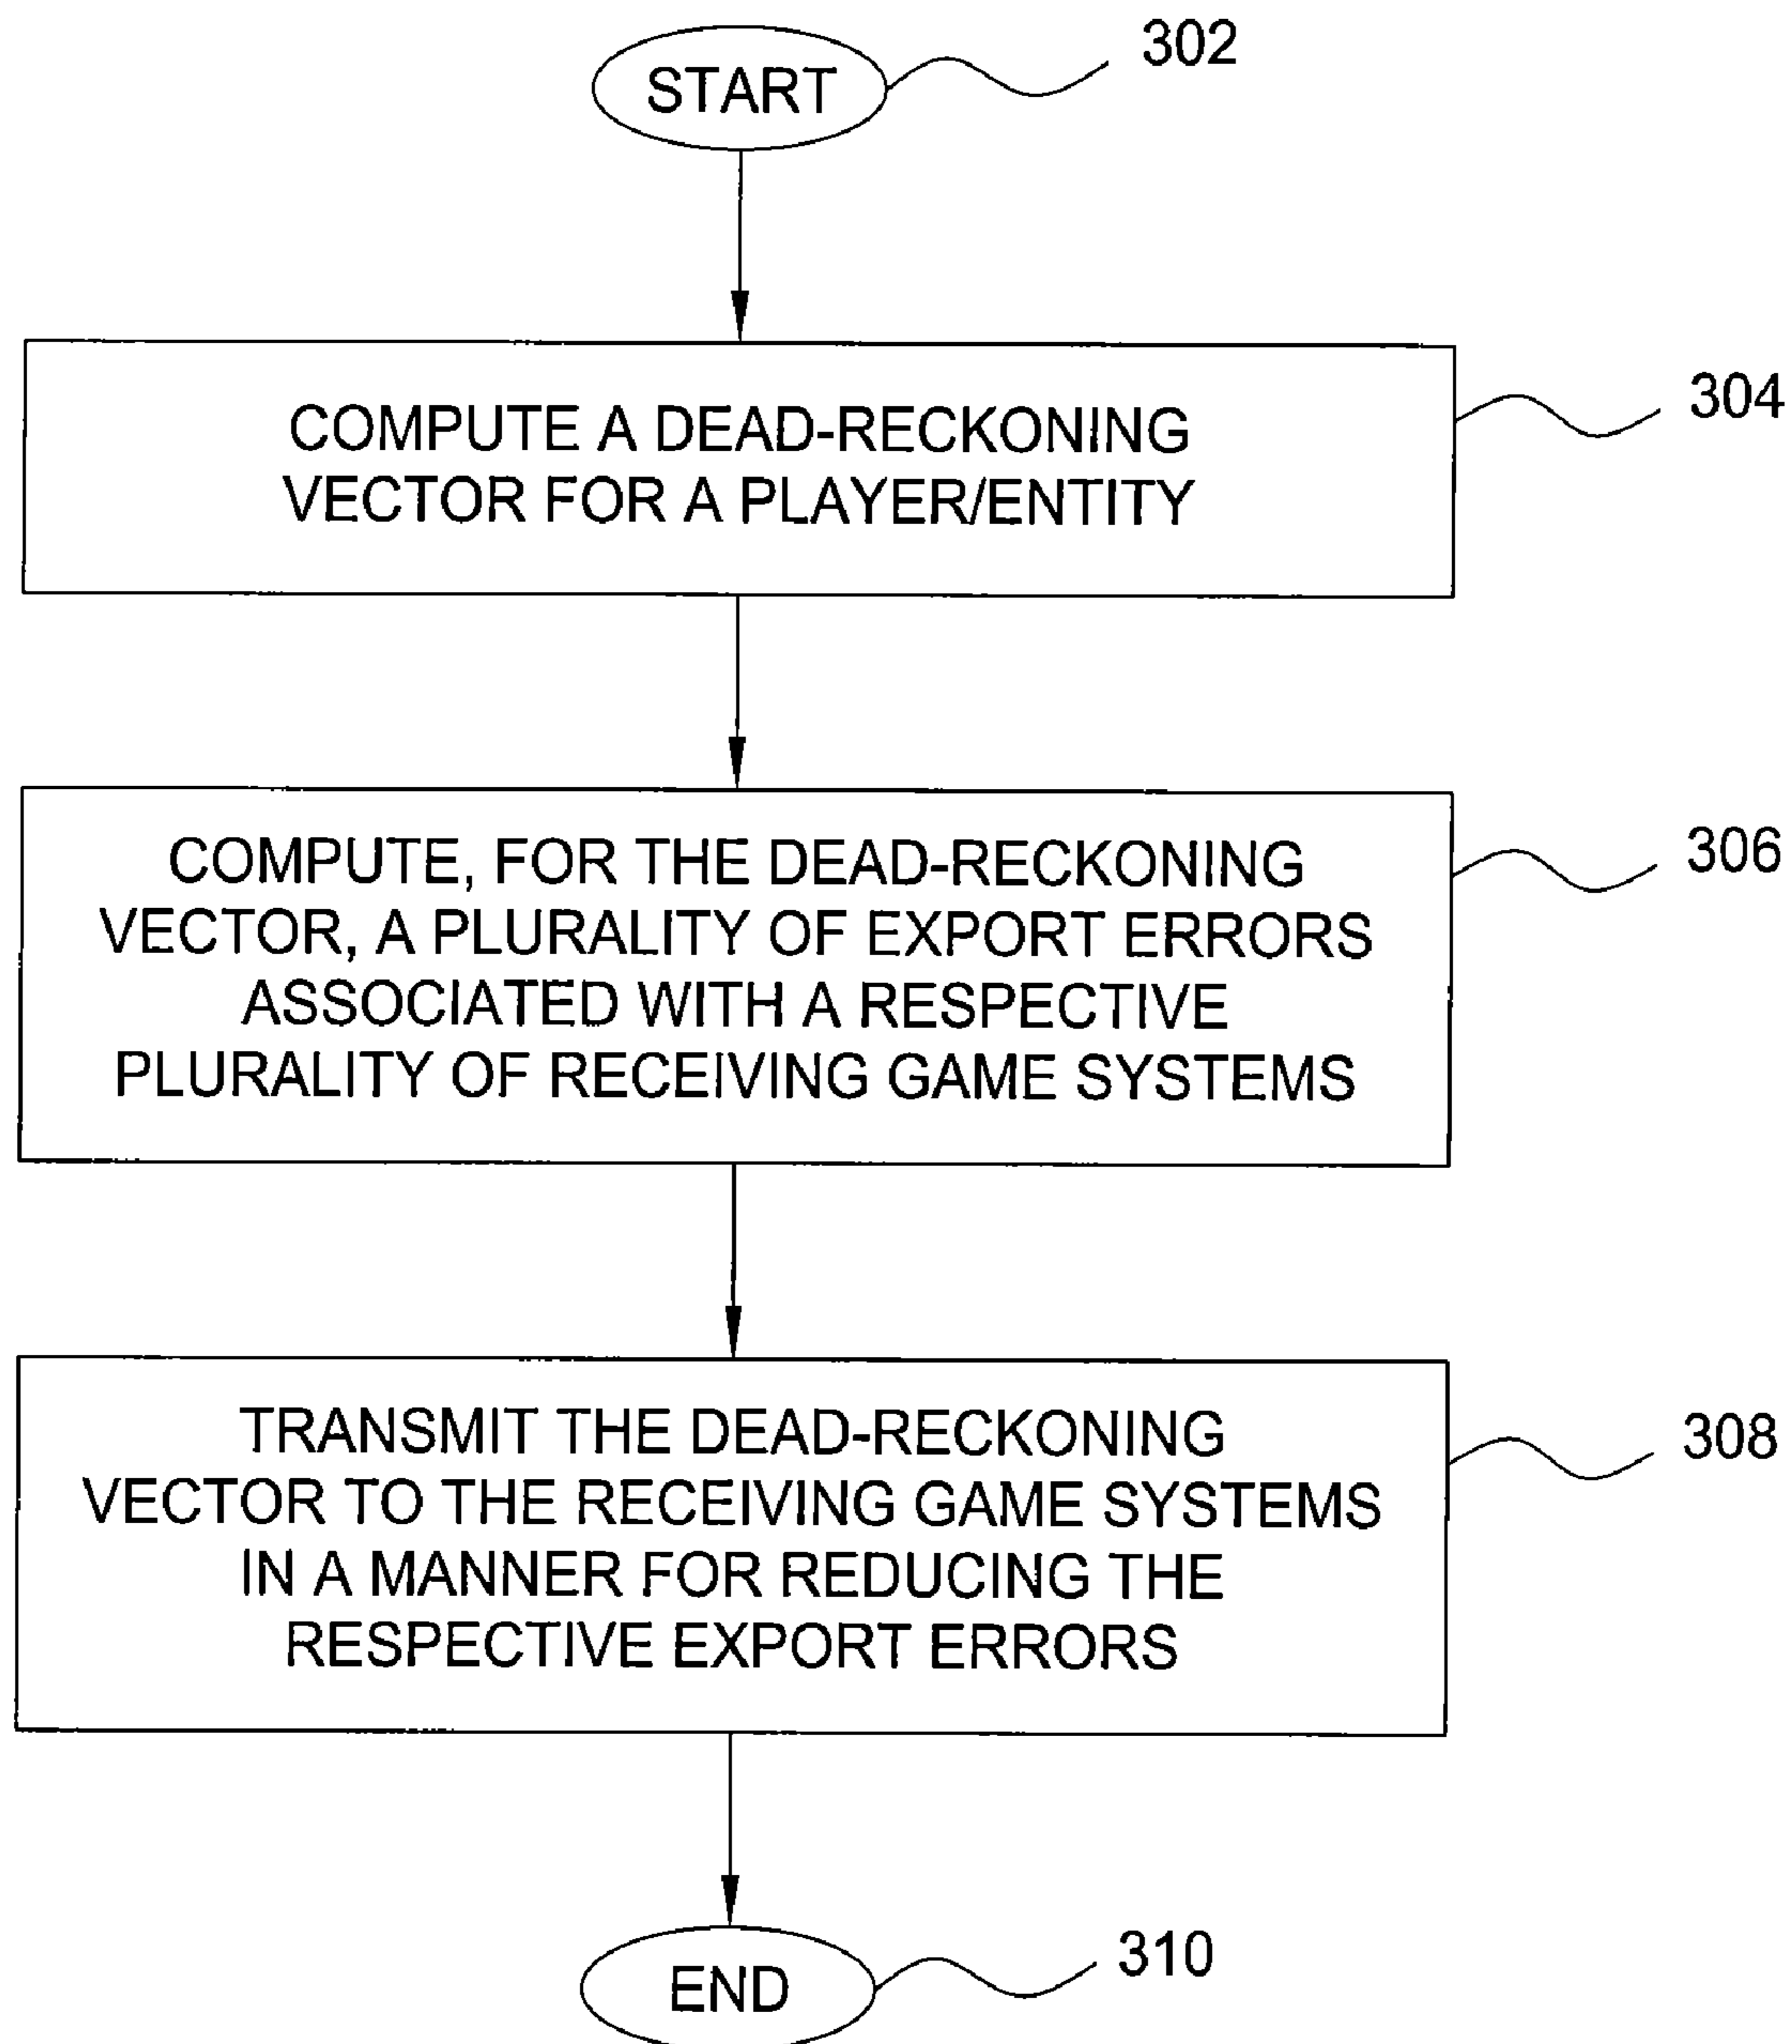 START
302
COMPUTE A DEAD-RECKONING
VECTOR FOR A PLAYER/ENTITY
304
COMPUTE, FOR THE DEAD-RECKONING
VECTOR, A PLURALITY OF EXPORT ERRORS
ASSOCIATED WITH A RESPECTIVE
PLURALITY OF RECEIVING GAME SYSTEMS
306
TRANSMIT THE DEAD-RECKONING
VECTOR TO THE RECEIVING GAME SYSTEMS
IN A MANNER FOR REDUCING THE
RESPECTIVE EXPORT ERRORS
308
END
310